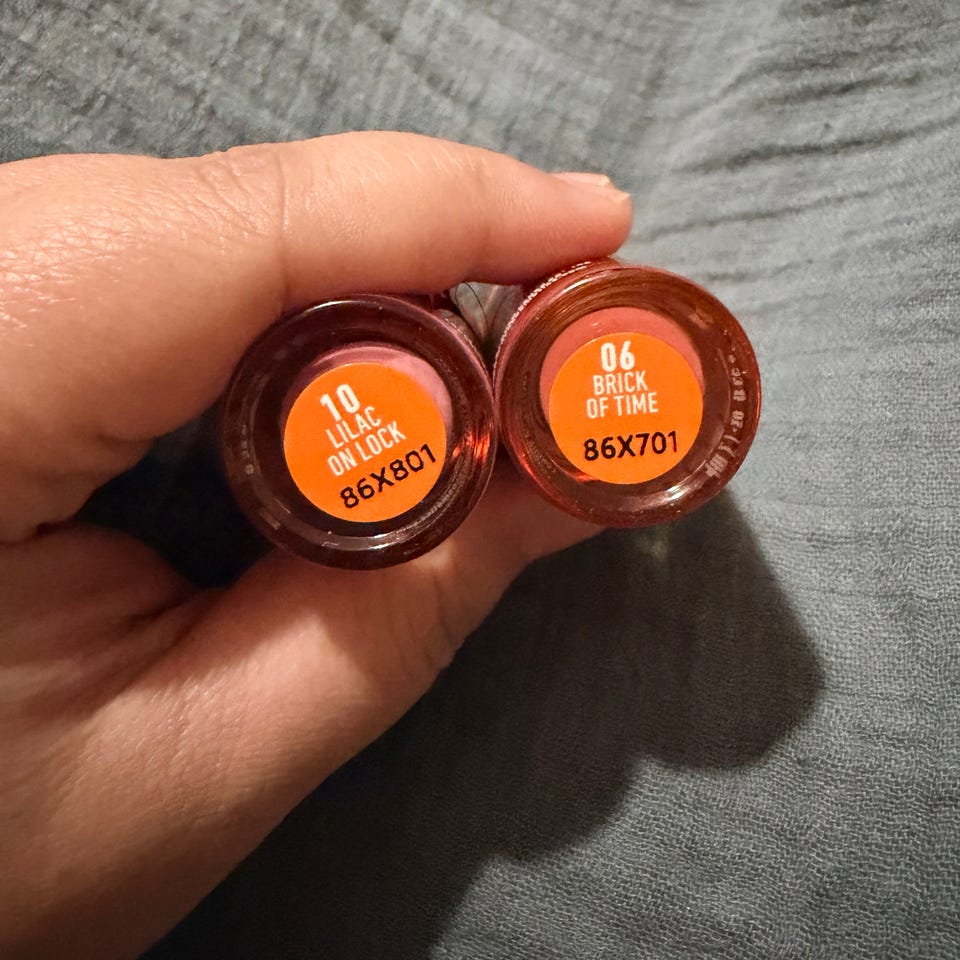 10
LILAC
ON LOCK
86X801
06
BRICK
OF TIME
86X701